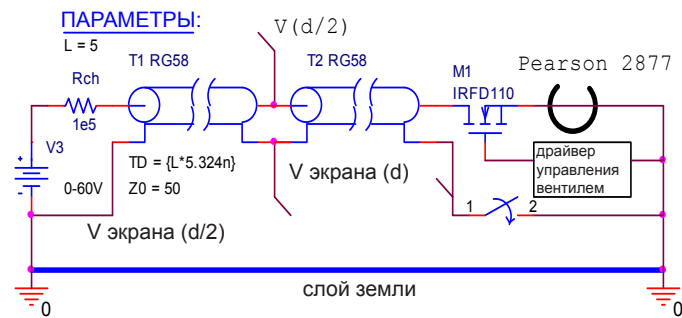 ПАРАМЕТРЫ:
L = 5
V(d/2)
T1 RG58
T2 RG58
Rch
1e5
M1
IRFD110
Pearson 2877
V3
+
-
0-60V
TD = {L*5.324n}
Z0 = 50
V экрана (d)
V экрана (d/2)
драйвер
управления
вентилем
1
2
слой земли
0
0